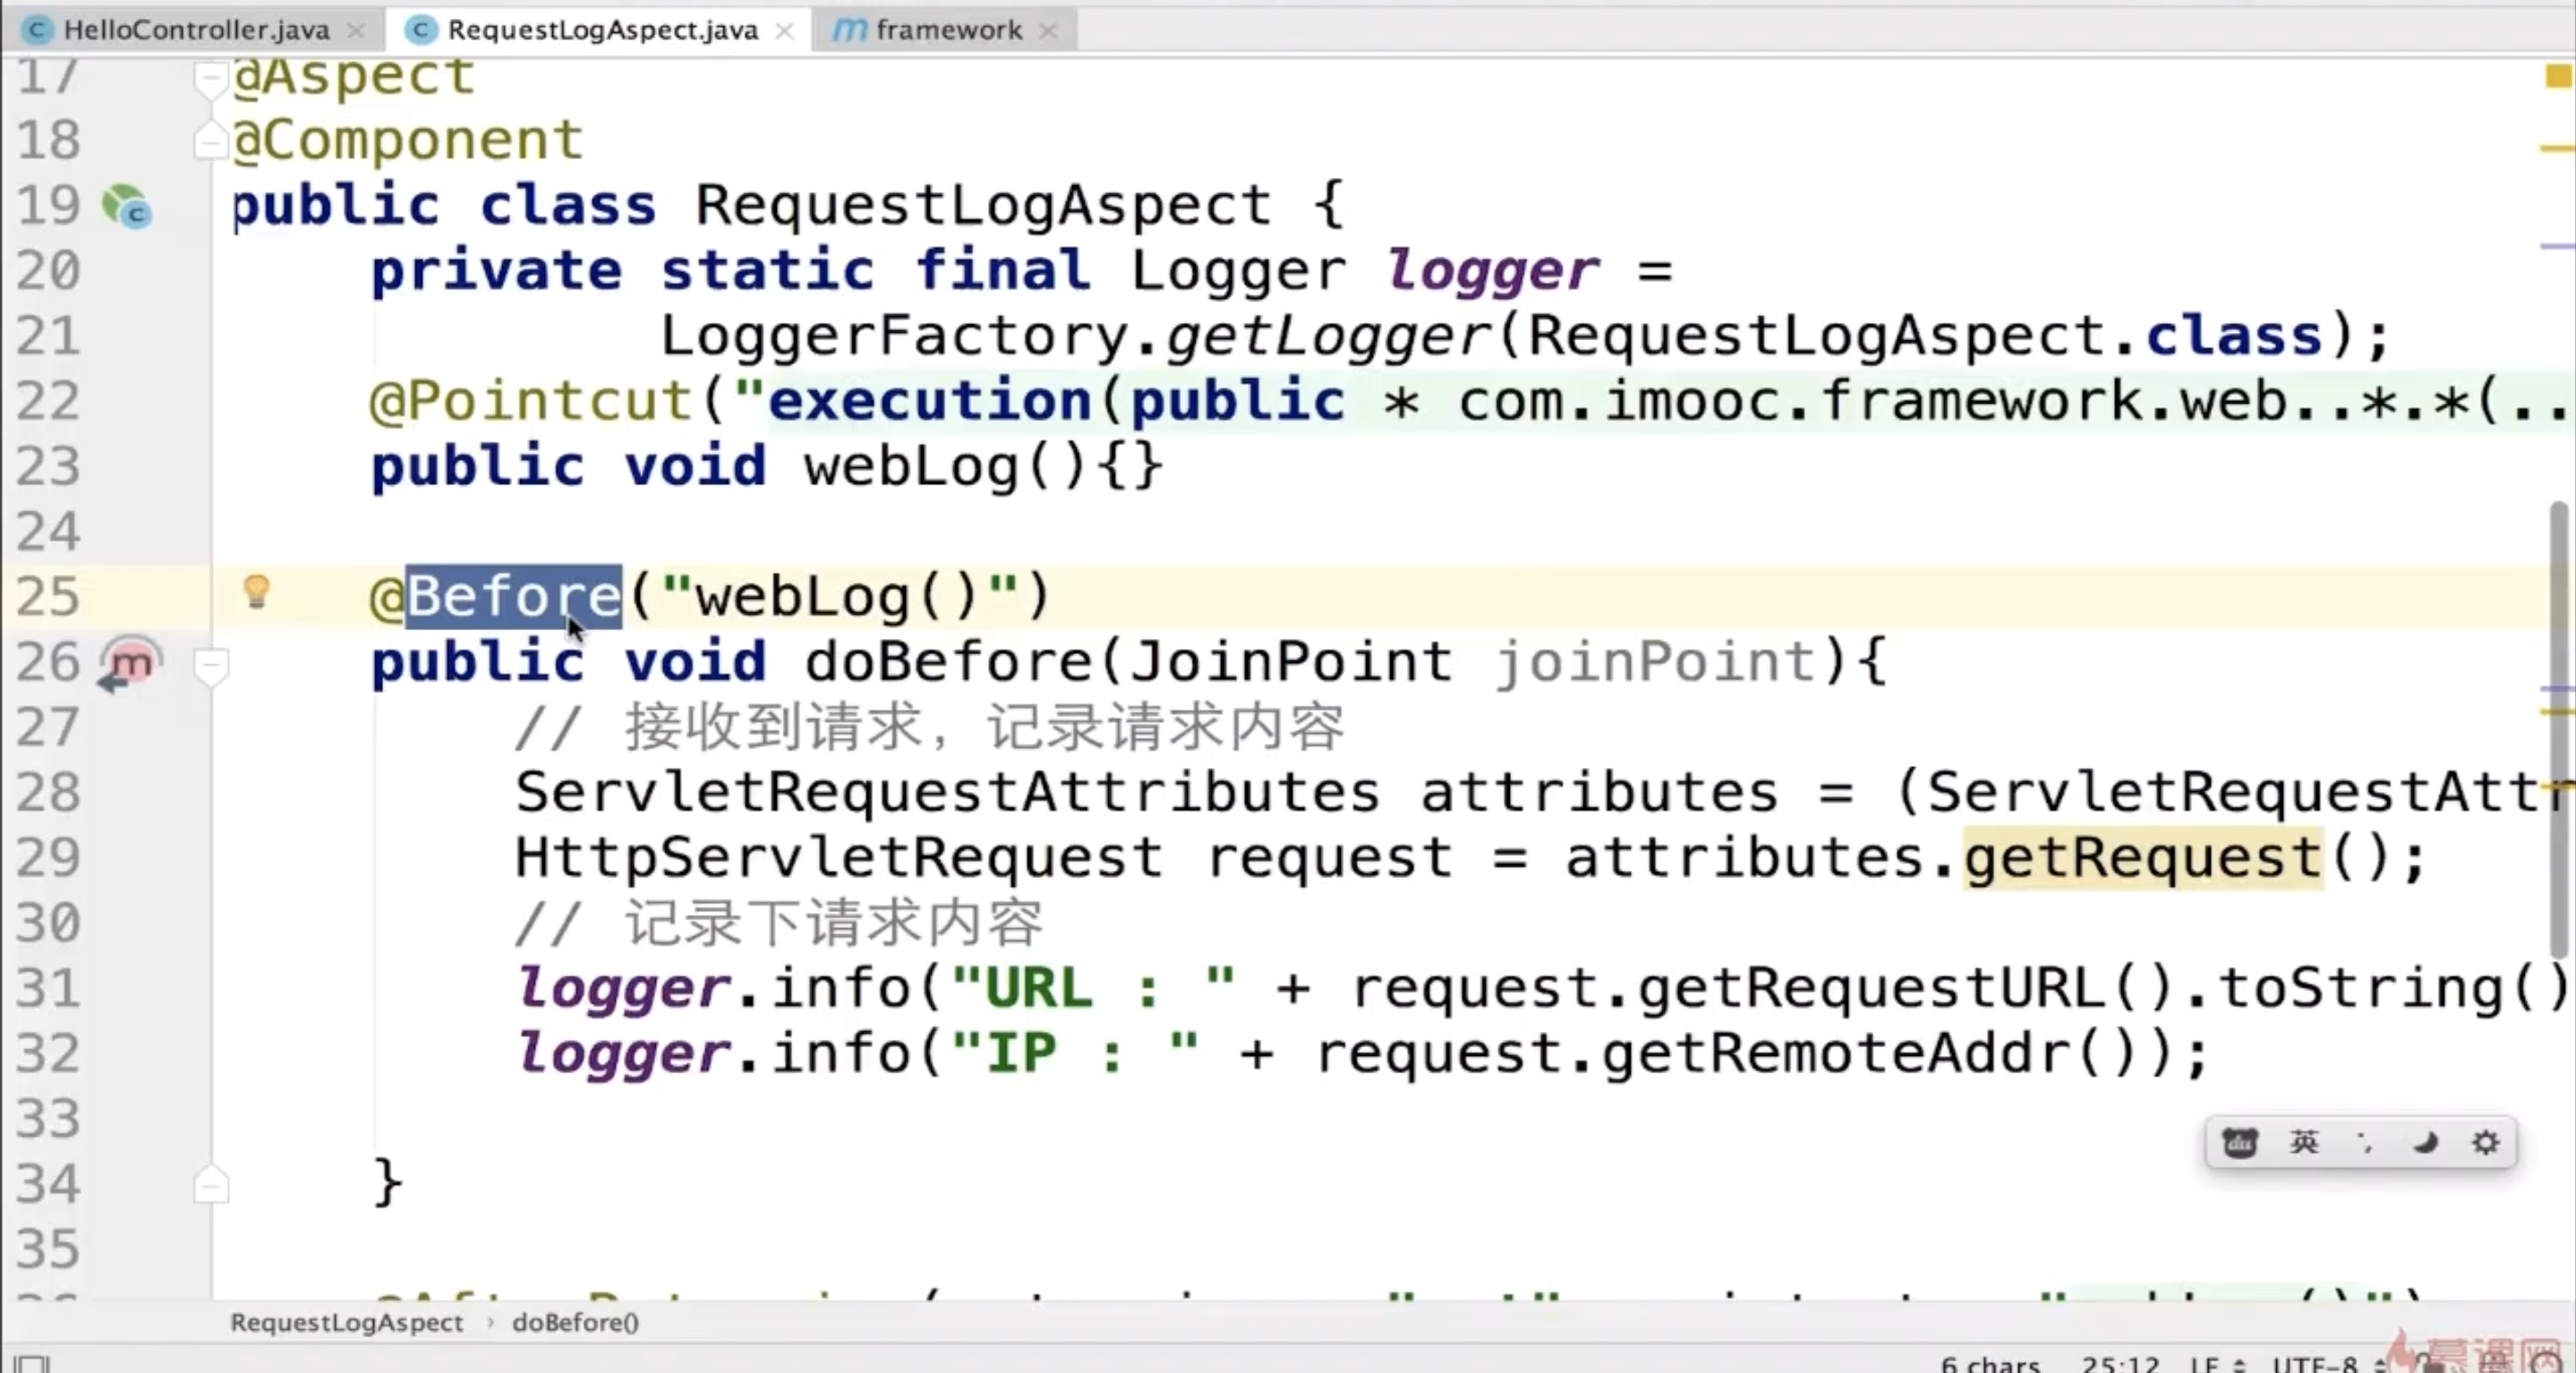 HelloController.java RequestLogAspect.java framework
17 @Aspect
18 @Component
19 public class RequestLogAspect {
20 private static final Logger logger =
21 LoggerFactory.getLogger(RequestLogAspect.class);
22 @Pointcut("execution(public * com.imooc.framework.web..*.*(..
23 public void webLog(){}
24
25 @Before("webLog()")
26 public void doBefore(JoinPoint joinPoint){
27 // 接收到请求，记录请求内容
28 ServletRequestAttributes attributes = (ServletRequestAttr
29 HttpServletRequest request = attributes.getRequest();
30 // 记录下请求内容
31 logger.info("URL : " + request.getRequestURL().toString()
32 logger.info("IP : " + request.getRemoteAddr());
33
英
34 }
35
RequestLogAspect › doBefore()
6 chars 25:12 LF UTF-8
慕课网